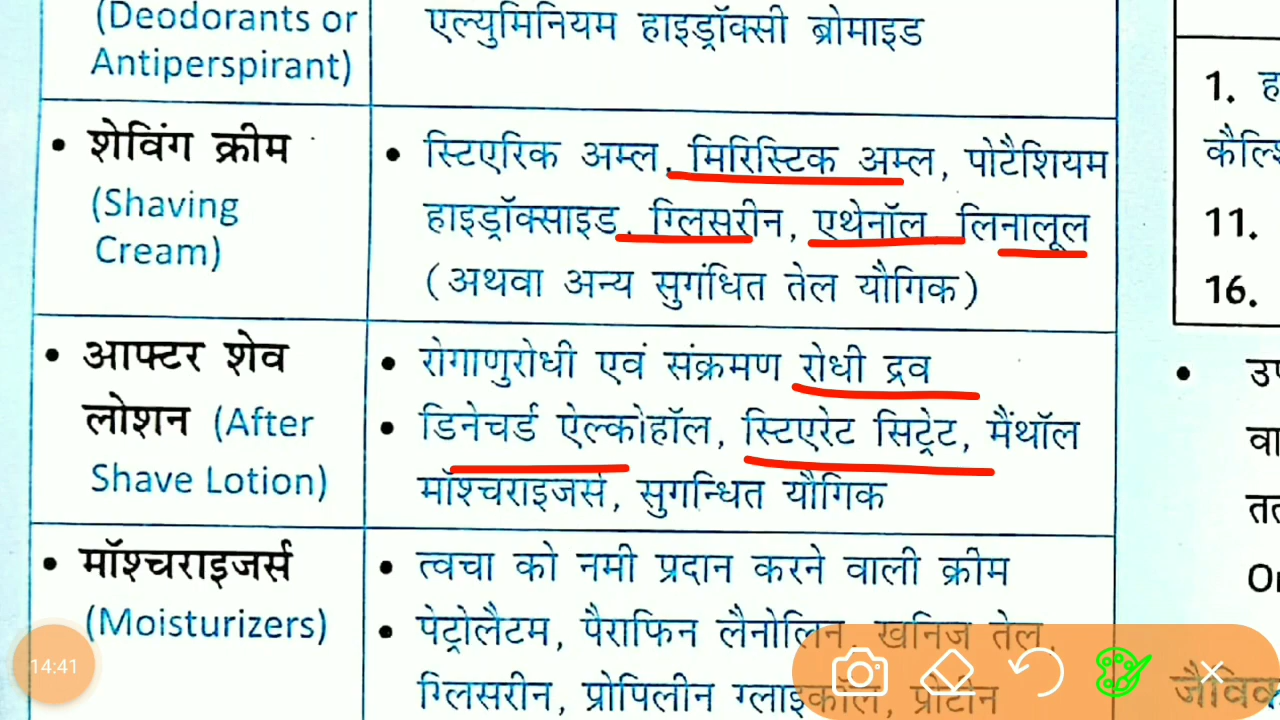 (Deodorants or
Antiperspirant)
एल्युमिनियम हाइड्रॉक्सी ब्रोमाइड
• शेविंग क्रीम
(Shaving
Cream)
• स्टिएरिक अम्ल, मिरिस्टिक अम्ल, पोटैशियम
हाइड्रॉक्साइड, ग्लिसरीन, एथेनॉल लिनालूल
(अथवा अन्य सुगंधित तेल यौगिक)
• आफ्टर शेव
लोशन (After
Shave Lotion)
• रोगाणुरोधी एवं संक्रमण रोधी द्रव
• डिनेचर्ड ऐल्कोहॉल, स्टिएरेट सिट्रेट, मैंथॉल
मॉश्चराइजर्स, सुगन्धित यौगिक
• मॉश्चराइजर्स
(Moisturizers)
• त्वचा को नमी प्रदान करने वाली क्रीम
• पेट्रोलैटम, पैराफिन लैनोलिन, खनिज तेल,
ग्लिसरीन, प्रोपिलीन ग्लाइकॉल, प्रोटीन
1.
11.
16.
•
14:41